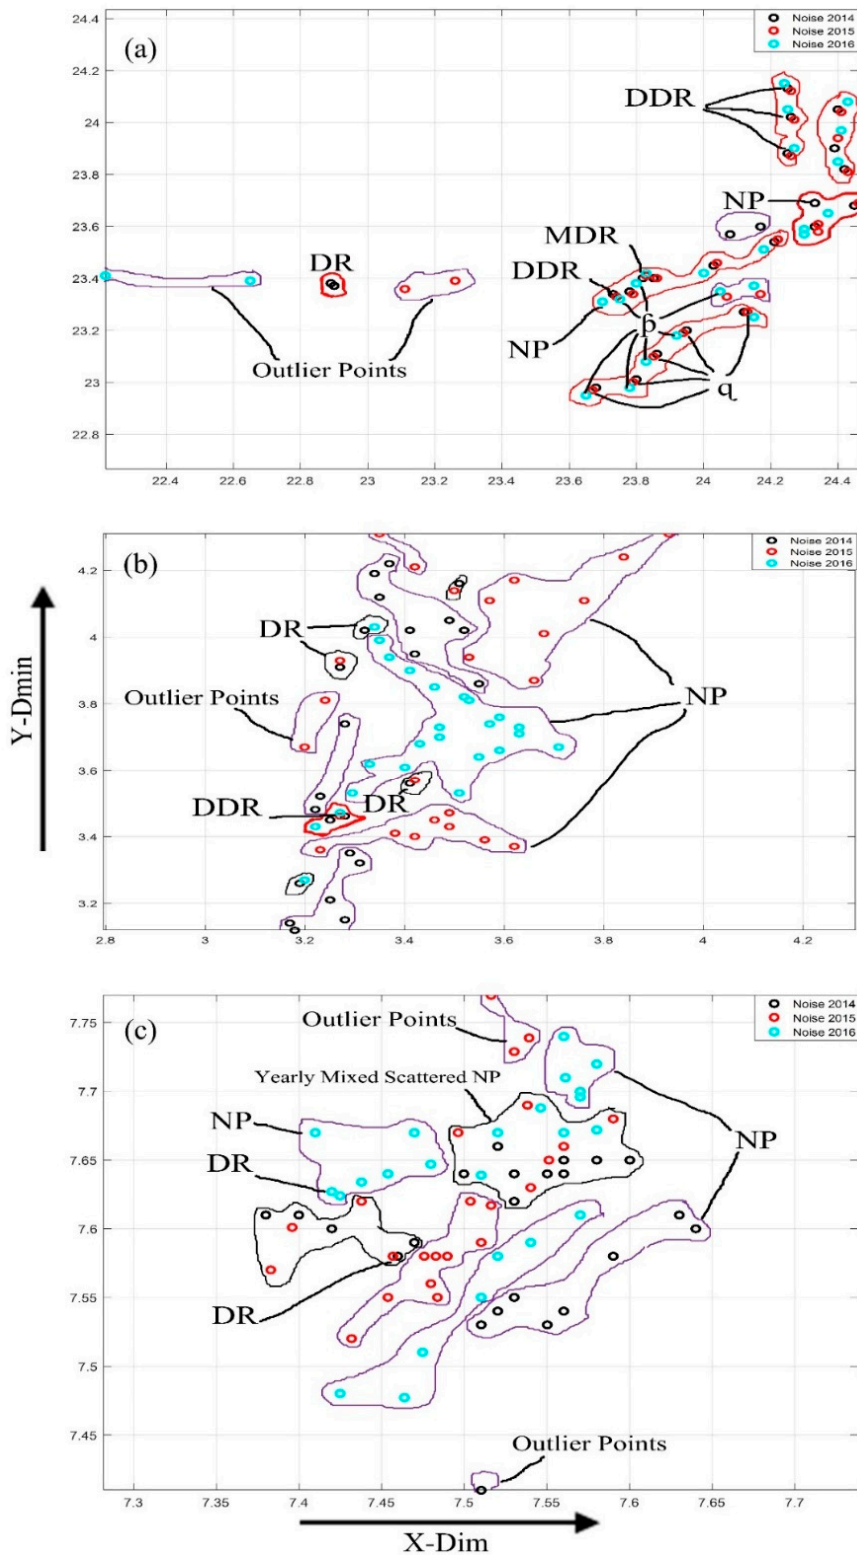 (a)
Noise 2014
Noise 2015
Noise 2016
24.4
24.2
24
23.8
23.6
23.4
23.2
23
22.8
DDR
NP
MDR
DR
DDR
β
NP
Outlier Points
q
22.4
22.6
22.8
23
23.2
23.4
23.6
23.8
24
24.2
24.4
(b)
Noise 2014
Noise 2015
Noise 2016
4.2
4
3.8
3.6
3.4
3.2
DR
Outlier Points
NP
DDR
DR
2.8
3
3.2
3.4
3.6
3.8
4
4.2
Y-Dmin
(c)
Noise 2014
Noise 2015
Noise 2016
7.75
7.7
7.65
7.6
7.55
7.5
7.45
Outlier Points
Yearly Mixed Scattered NP
NP
NP
DR
DR
Outlier Points
7.3
7.35
7.4
7.45
7.5
7.55
7.6
7.65
7.7
X-Dim